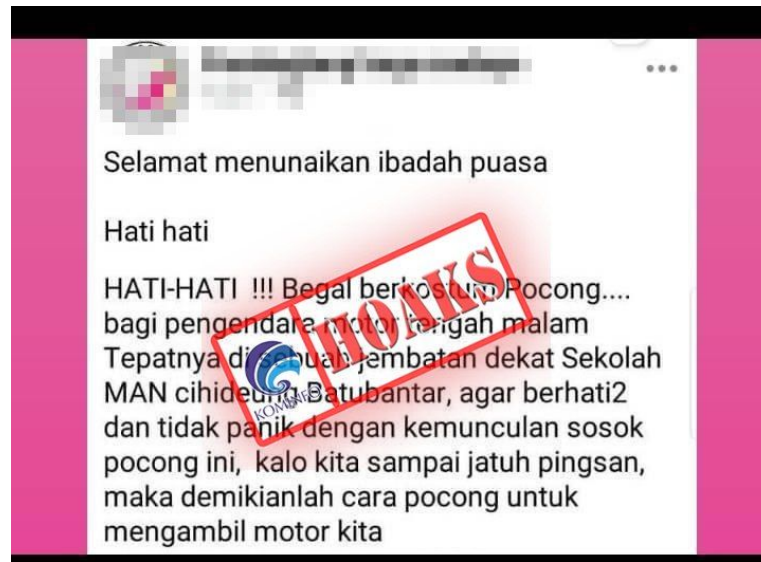 Selamat menunaikan ibadah puasa
Hati hati
HATI-HATI !!! Begal berkostum Pocong....
bagi pengendara motor tengah malam
Tepatnya di sebuah jembatan dekat Sekolah
MAN cihideung Batubantar, agar berhati2
dan tidak panik dengan kemunculan sosok
pocong ini, kalo kita sampai jatuh pingsan,
maka demikianlah cara pocong untuk
mengambil motor kita
HOAKS
KOMINFO